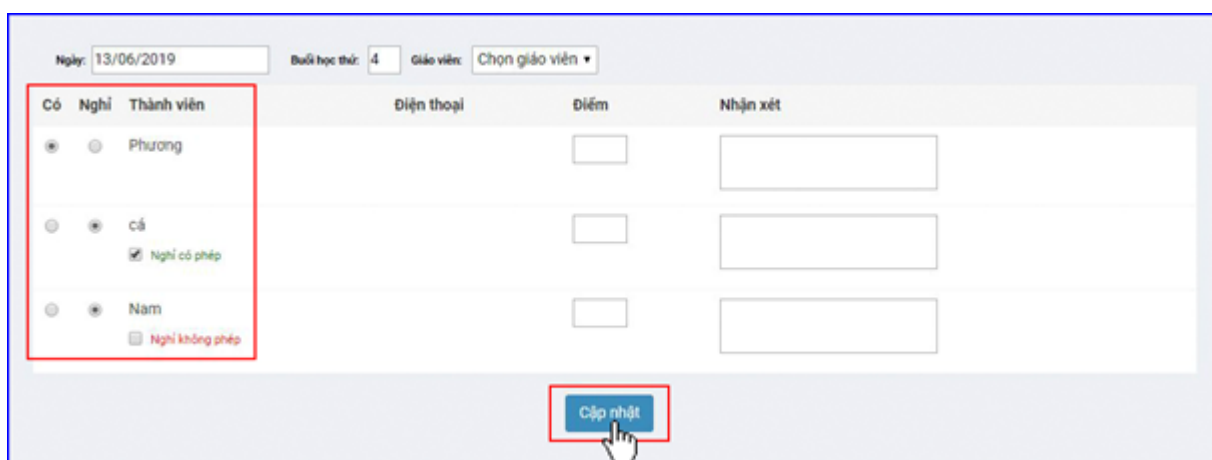 Ngày: 13/06/2019 Buổi học thứ: 4 Giáo viên: Chọn giáo viên
Có Nghỉ Thành viên Điện thoại Điểm Nhận xét
Phương
cá
Nghỉ có phép
Nam
Nghỉ không phép
Cập nhật